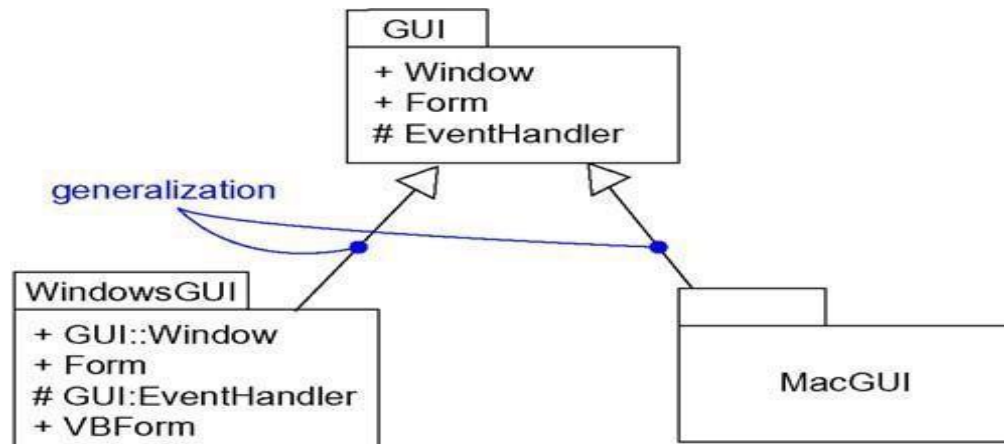 GUI
+ Window
+ Form
# EventHandler
generalization
WindowsGUI
+ GUI::Window
+ Form
# GUI:EventHandler
+ VBForm
MacGUI